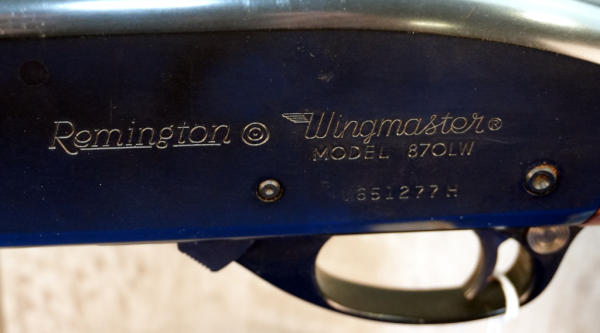 Remington Wingmaster®
MODEL 870LW
651277H